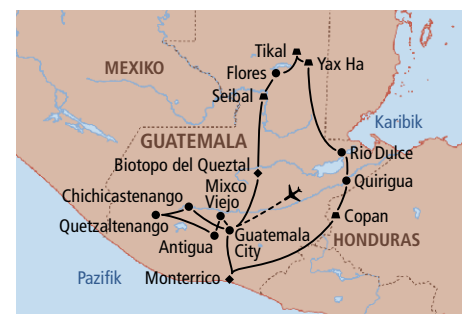 Tikal
Yax Ha
MEXIKO
Flores
Seibal
Karibik
GUATEMALA
Rio Dulce
Biotopo del Queztal
Mixco
Viejo
Quirigua
Chichicastenango
Quetzaltenango
Copan
Guatemala
City
Antigua
HONDURAS
Pazifik
Monterrico